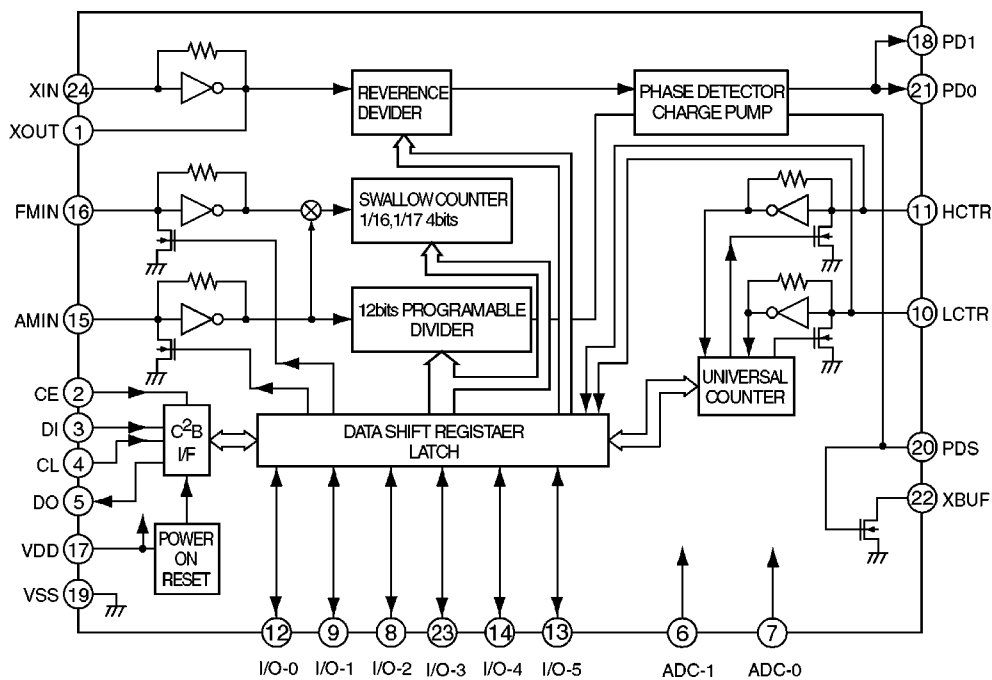 18 PD1
XIN 24
REVERENCE
DEVIDER
PHASE DETECTOR
CHARGE PUMP
21 PD0
XOUT 1
FMIN 16
SWALLOW COUNTER
1/16,1/17 4bits
11 HCTR
AMIN 15
12bits PROGRAMABLE
DIVIDER
10 LCTR
CE 2
DI 3
CL 4
DO 5
C2B
I/F
DATA SHIFT REGISTAER
LATCH
UNIVERSAL
COUNTER
20 PDS
22 XBUF
VDD 17
POWER
ON
RESET
VSS 19
12 9 8 23 14 13 6 7
I/O-0 I/O-1 I/O-2 I/O-3 I/O-4 I/O-5 ADC-1 ADC-0